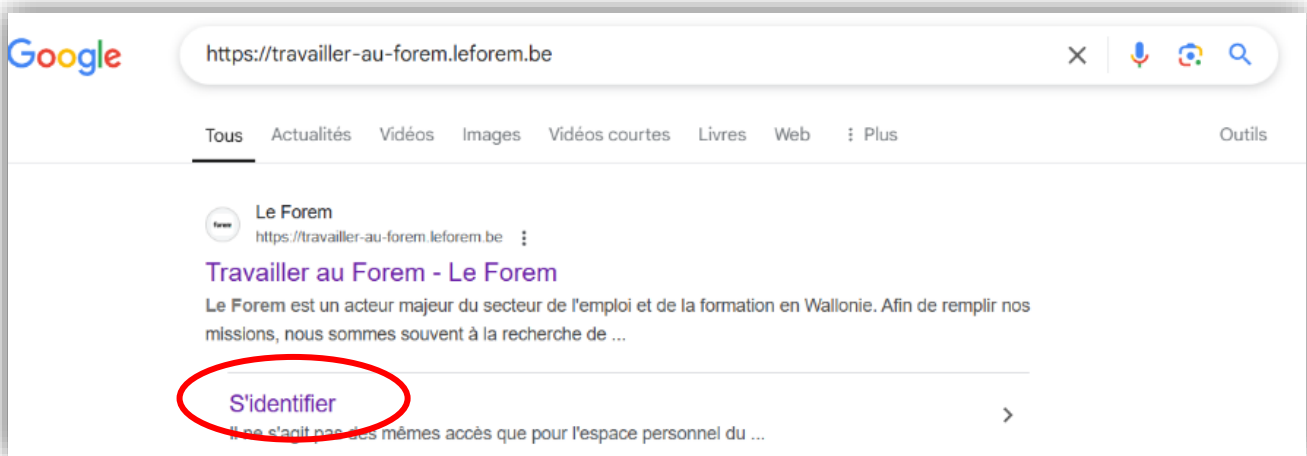 Google
https://travailler-au-forem.leforem.be
Tous Actualités Vidéos Images Vidéos courtes Livres Web Plus Outils
forem
Le Forem
https://travailler-au-forem.leforem.be
Travailler au Forem - Le Forem
Le Forem est un acteur majeur du secteur de l'emploi et de la formation en Wallonie. Afin de remplir nos
missions, nous sommes souvent à la recherche de ...
S'identifier
Il ne s'agit pas des mêmes accès que pour l'espace personnel du ...